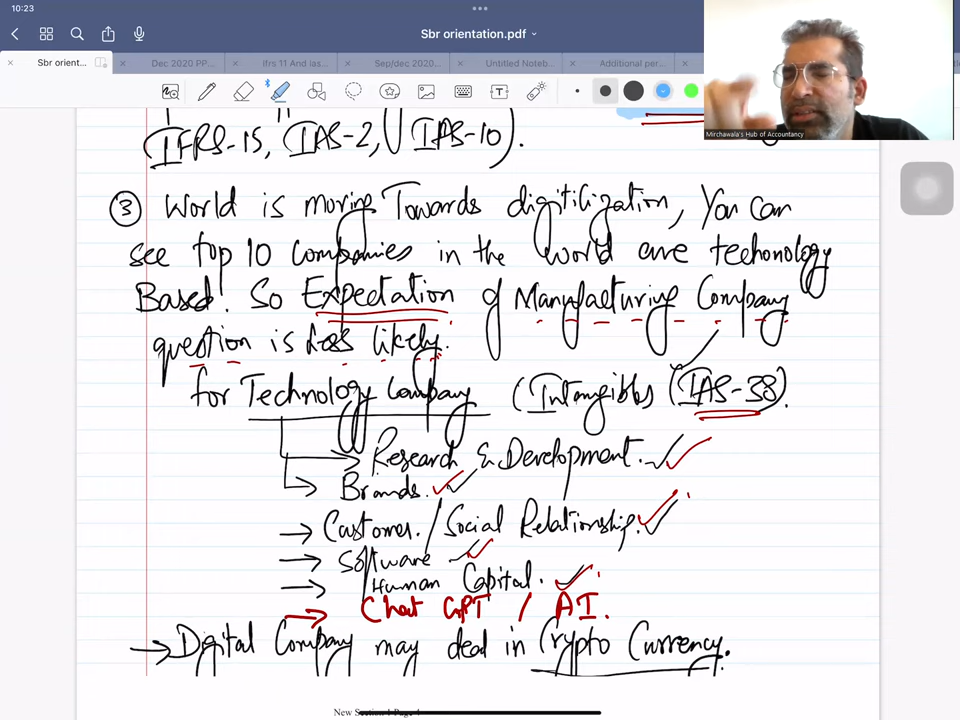 10:23
Sbr orientation.pdf
Sbr orient...
Dec 2020 PP...
ifrs 11 And ias...
Sep/dec 2020...
Untitled Noteb...
Additional per...
Mirchawala's Hub of Accountancy
IFRS-15, IAS-2, IAS-10).
③ World is moving Towards digitilization, You can
see top 10 Companies in the world are techonology
Based. So Expectation of Manufacturing Company
question is Less likely.
for Technology Company (Intangibles (IAS-38).
Research & Development.
Brands.
Customer. / Social Relationship.
Software
Human Capital.
Chat GPT / AI.
Digital Company may deal in Crypto Currency.